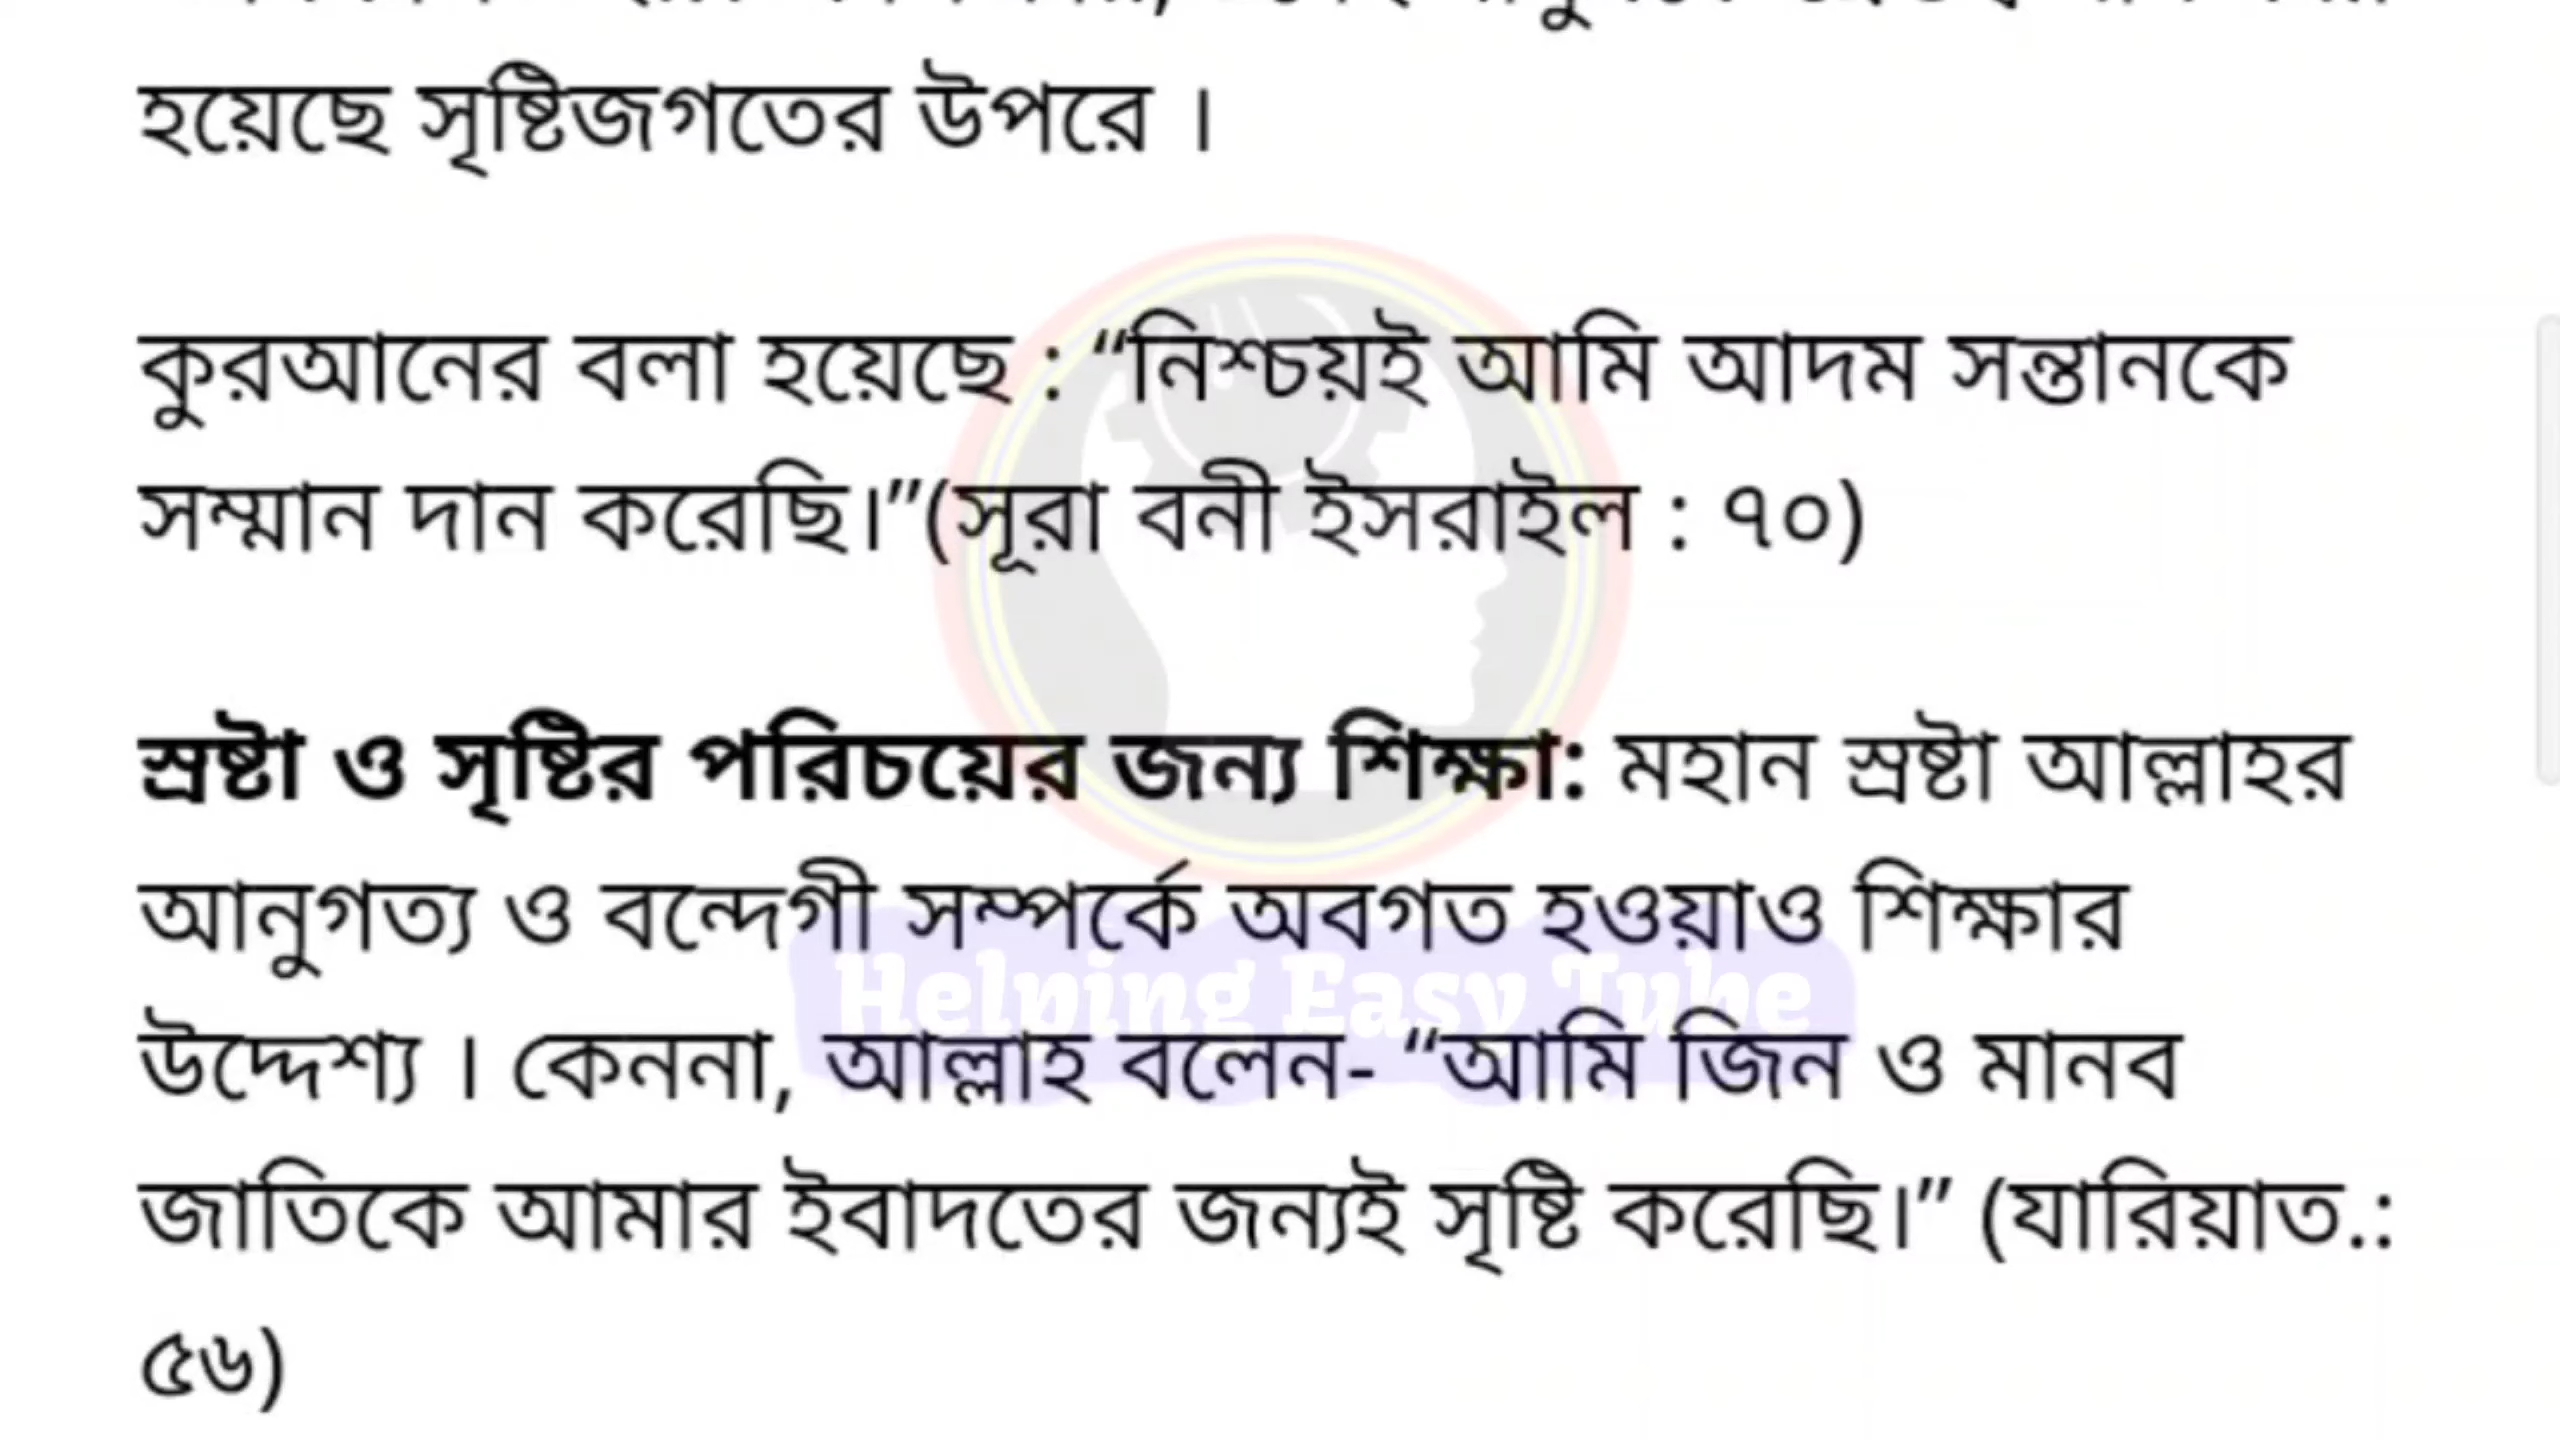 হয়েছে সৃষ্টিজগতের উপরে ।
কুরআনের বলা হয়েছে : “নিশ্চয়ই আমি আদম সন্তানকে
সম্মান দান করেছি।”(সূরা বনী ইসরাইল : ৭০)
স্রষ্টা ও সৃষ্টির পরিচয়ের জন্য শিক্ষা: মহান স্রষ্টা আল্লাহর
আনুগত্য ও বন্দেগী সম্পর্কে অবগত হওয়াও শিক্ষার
Helping Easy Tube
উদ্দেশ্য । কেননা, আল্লাহ বলেন- “আমি জিন ও মানব
জাতিকে আমার ইবাদতের জন্যই সৃষ্টি করেছি।” (যারিয়াত.:
৫৬)